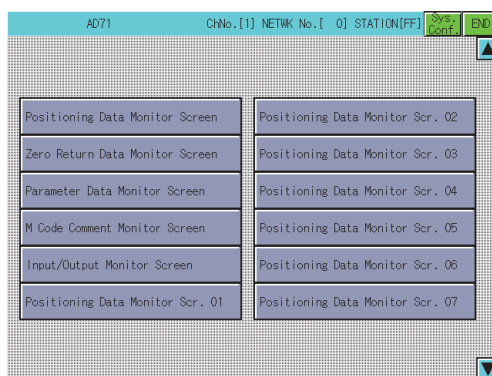 AD71 ChNo.[1] NETWK No.[ 0] STATION[FF] Sys. Conf. END
Positioning Data Monitor Screen
Zero Return Data Monitor Screen
Parameter Data Monitor Screen
M Code Comment Monitor Screen
Input/Output Monitor Screen
Positioning Data Monitor Scr. 01
Positioning Data Monitor Scr. 02
Positioning Data Monitor Scr. 03
Positioning Data Monitor Scr. 04
Positioning Data Monitor Scr. 05
Positioning Data Monitor Scr. 06
Positioning Data Monitor Scr. 07